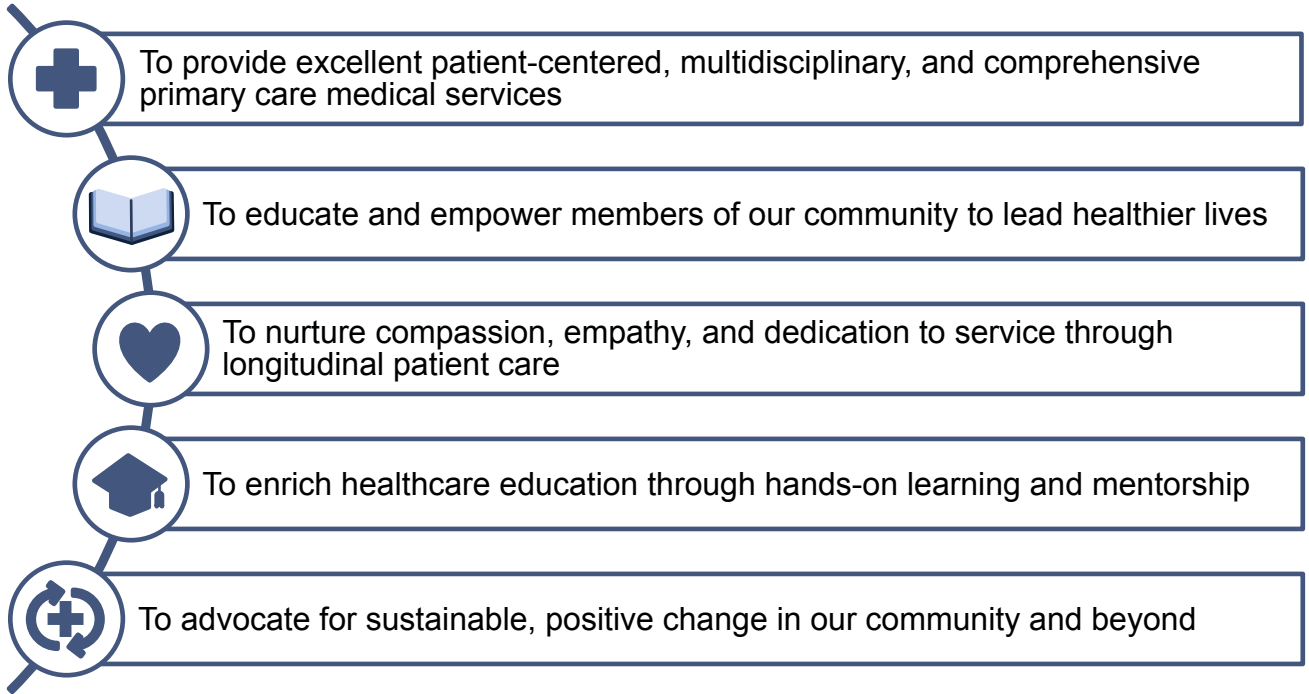 To provide excellent patient-centered, multidisciplinary, and comprehensive
primary care medical services
To educate and empower members of our community to lead healthier lives
To nurture compassion, empathy, and dedication to service through
longitudinal patient care
To enrich healthcare education through hands-on learning and mentorship
To advocate for sustainable, positive change in our community and beyond